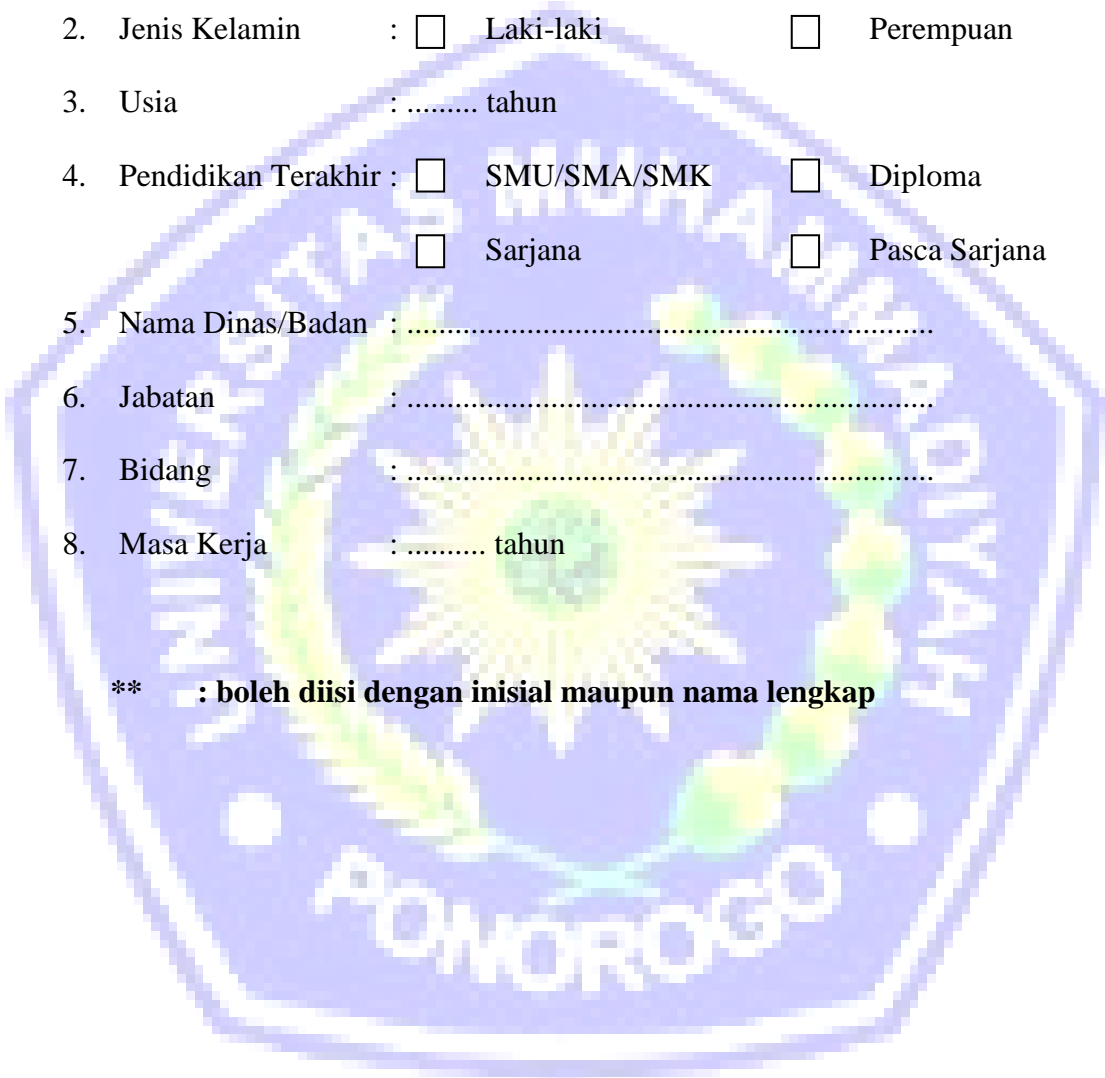 2. Jenis Kelamin : ☐ Laki-laki ☐ Perempuan
3. Usia : ......... tahun
4. Pendidikan Terakhir : ☐ SMU/SMA/SMK ☐ Diploma
☐ Sarjana ☐ Pasca Sarjana
5. Nama Dinas/Badan : ..................................................................
6. Jabatan : ..................................................................
7. Bidang : ..................................................................
8. Masa Kerja : .......... tahun
** : boleh diisi dengan inisial maupun nama lengkap
UNIVERSITAS MUHAMMADIYAH
PONOROGO